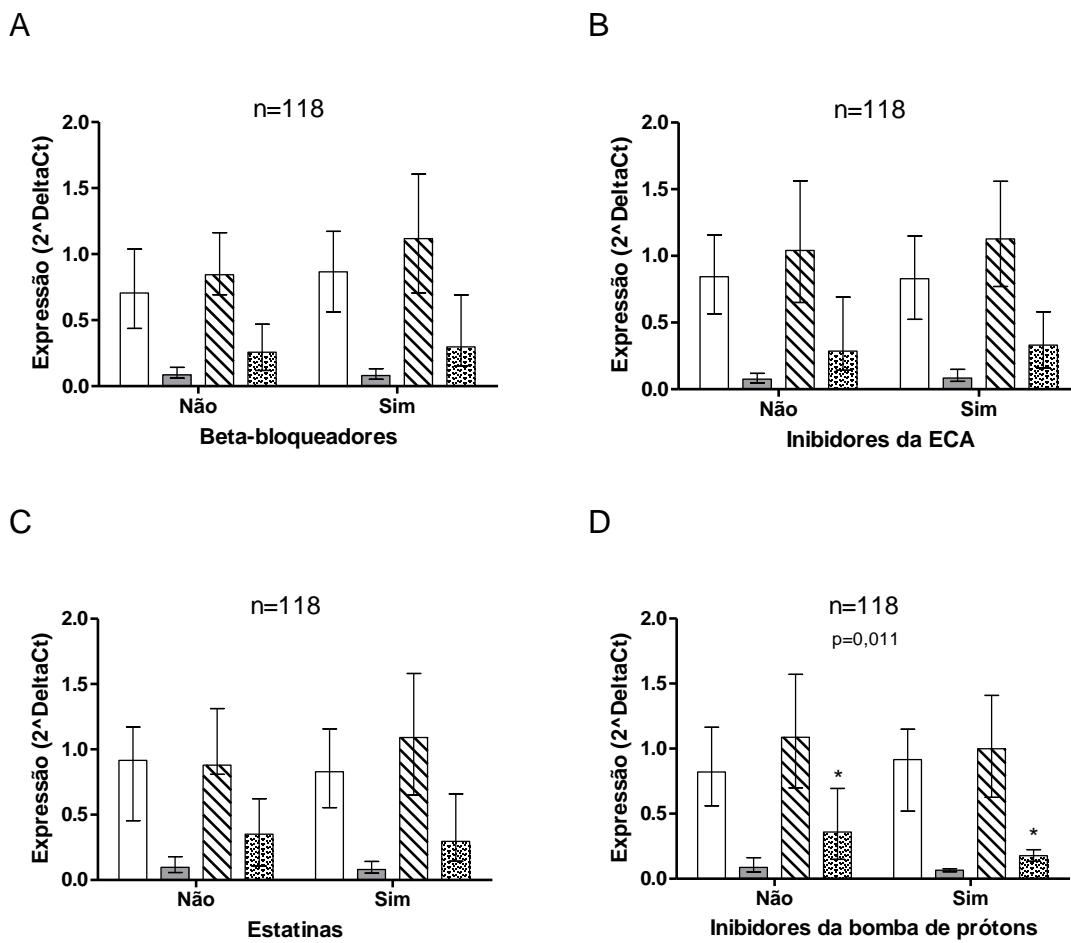 A
n=118
Expressão (2^DeltaCt)
2.0
1.5
1.0
0.5
0.0
Não Sim
Beta-bloqueadores
B
n=118
Expressão (2^DeltaCt)
2.0
1.5
1.0
0.5
0.0
Não Sim
Inibidores da ECA
C
n=118
Expressão (2^DeltaCt)
2.0
1.5
1.0
0.5
0.0
Não Sim
Estatinas
D
n=118
p=0,011
Expressão (2^DeltaCt)
2.0
1.5
1.0
0.5
0.0
*
*
Não Sim
Inibidores da bomba de prótons